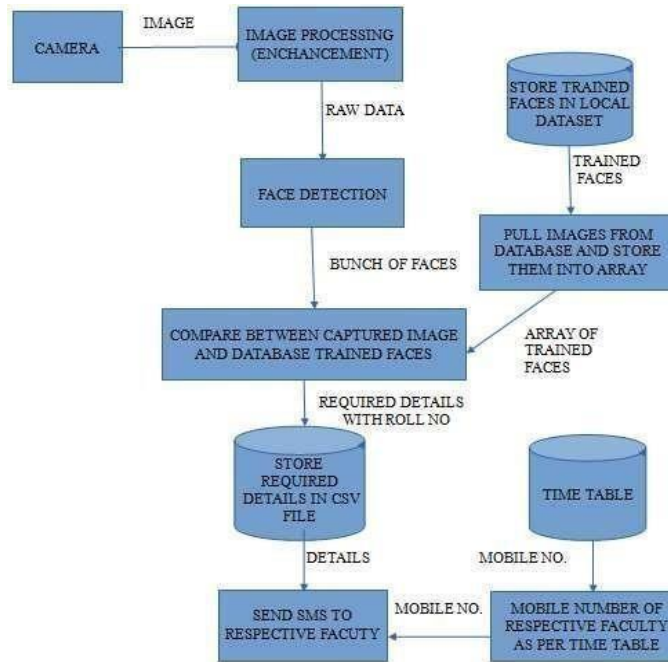 IMAGE
CAMERA
IMAGE PROCESSING
(ENCHANCEMENT)
STORE TRAINED
FACES IN LOCAL
DATASET
RAW DATA
TRAINED
FACES
FACE DETECTION
PULL IMAGES FROM
DATABASE AND STORE
THEM INTO ARRAY
BUNCH OF FACES
COMPARE BETWEEN CAPTURED IMAGE
AND DATABASE TRAINED FACES
ARRAY OF
TRAINED
FACES
REQUIRED DETAILS
WITH ROLL NO
STORE
REQUIRED
DETAILS IN CSV
FILE
TIME TABLE
DETAILS
MOBILE NO.
SEND SMS TO
RESPECTIVE FACUTY
MOBILE NO.
MOBILE NUMBER OF
RESPECTIVE FACULTY
AS PER TIME TABLE